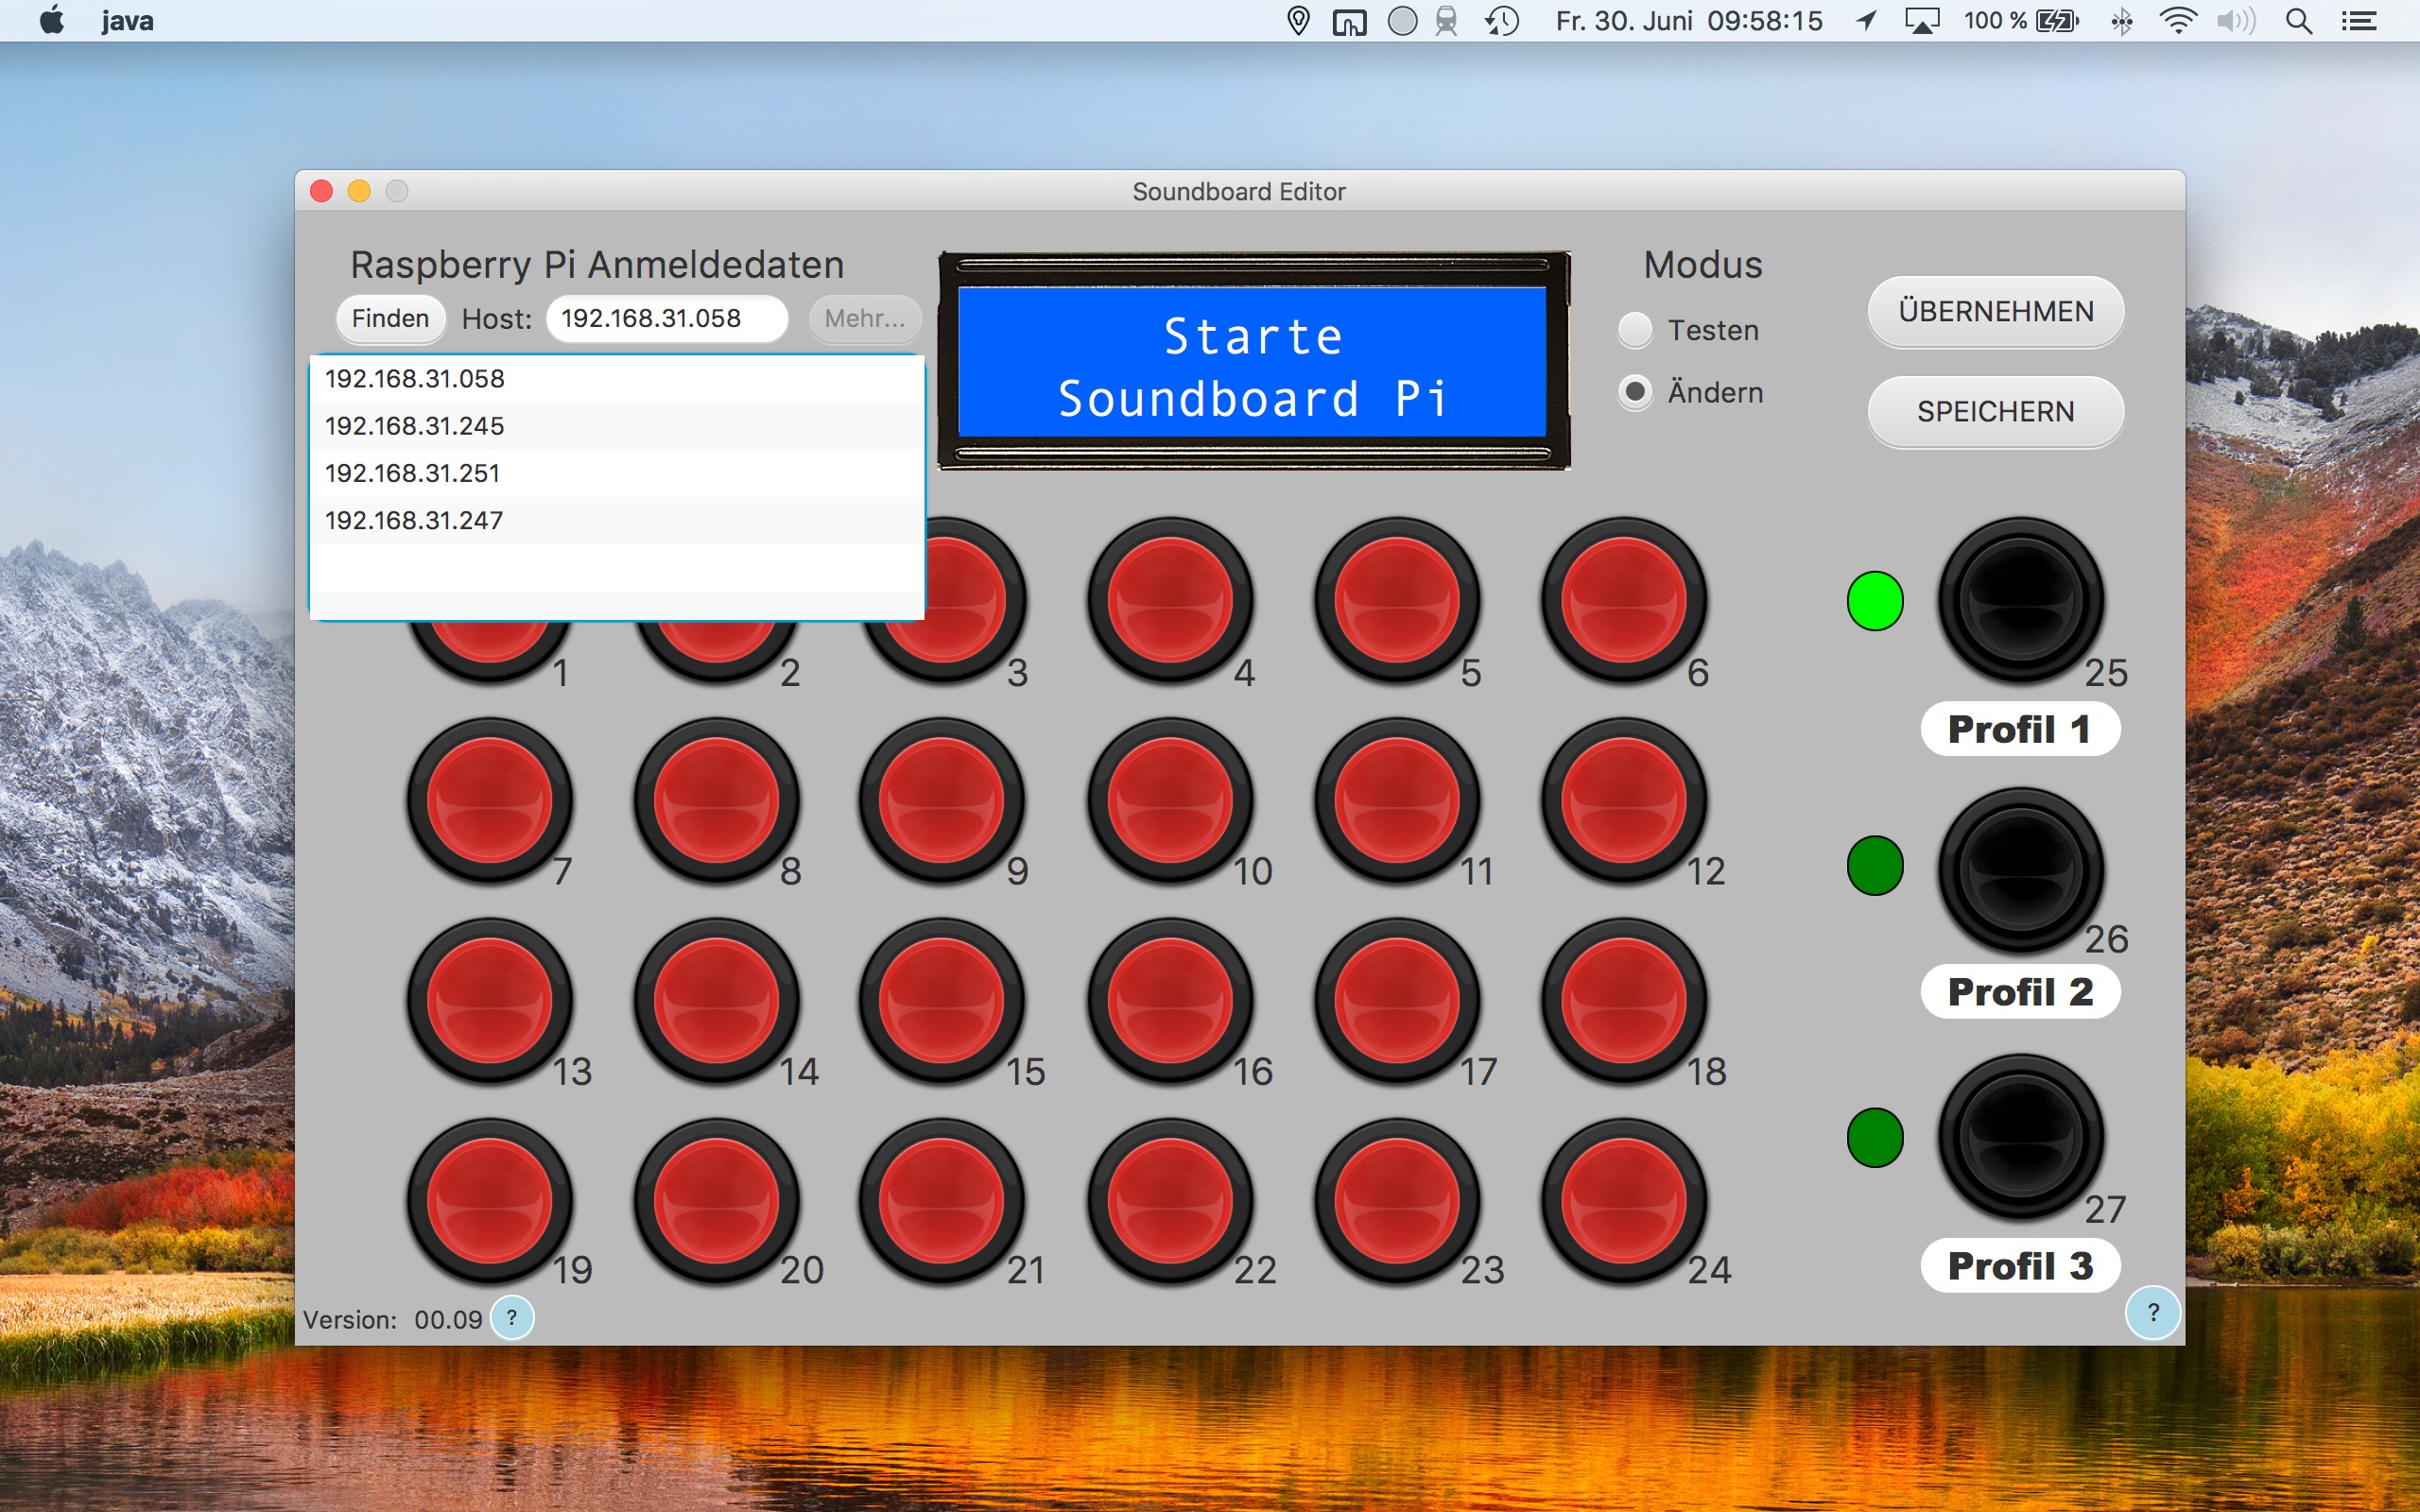 java
Fr. 30. Juni 09:58:15
100 %
Soundboard Editor
Raspberry Pi Anmeldedaten
Finden Host: 192.168.31.058 Mehr...
192.168.31.058
192.168.31.245
192.168.31.251
192.168.31.247
Starte
Soundboard Pi
Modus
Testen
Ändern
ÜBERNEHMEN
SPEICHERN
1 2 3 4 5 6 25
Profil 1
7 8 9 10 11 12 26
Profil 2
13 14 15 16 17 18 27
19 20 21 22 23 24
Profil 3
Version: 00.09 ? ?